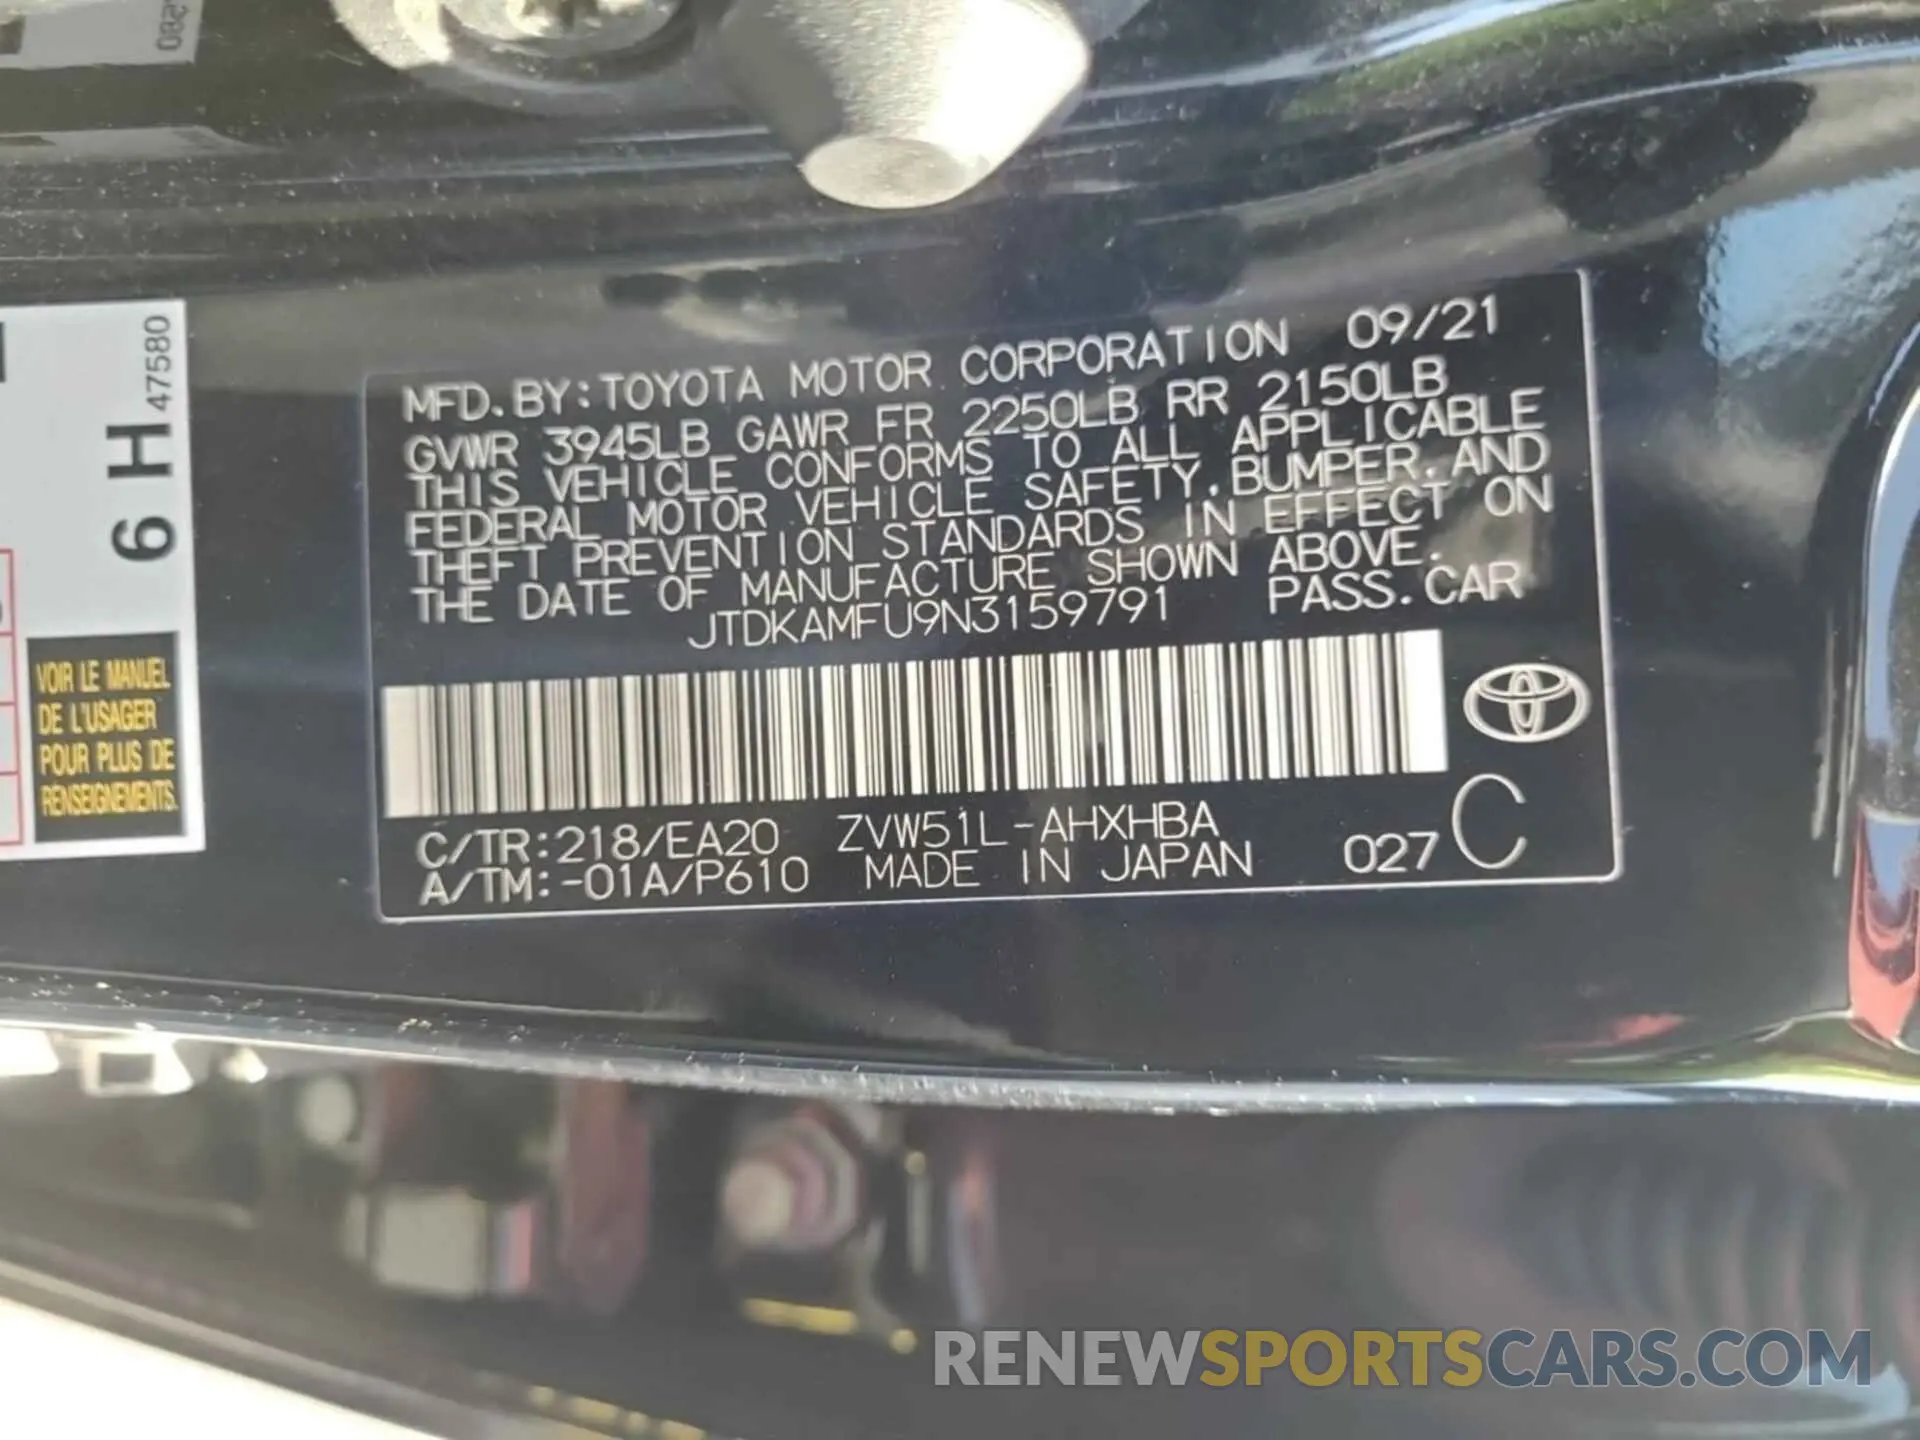 082
6 H 47580
VOIR LE MANUEL
DE L'USAGER
POUR PLUS DE
RENSEIGNEMENTS.
MFD. BY: TOYOTA MOTOR CORPORATION 09/21
GVWR 3945LB GAWR FR 2250LB RR 2150LB
THIS VEHICLE CONFORMS TO ALL APPLICABLE
FEDERAL MOTOR VEHICLE SAFETY, BUMPER, AND
THEFT PREVENTION STANDARDS IN EFFECT ON
THE DATE OF MANUFACTURE SHOWN ABOVE.
JTDKAMFU9N3159791 PASS. CAR
C/TR: 218/EA20 ZVW51L-AHXHBA
A/TM: -01A/P610 MADE IN JAPAN 027 C
RENEWSPORTSCARS.COM